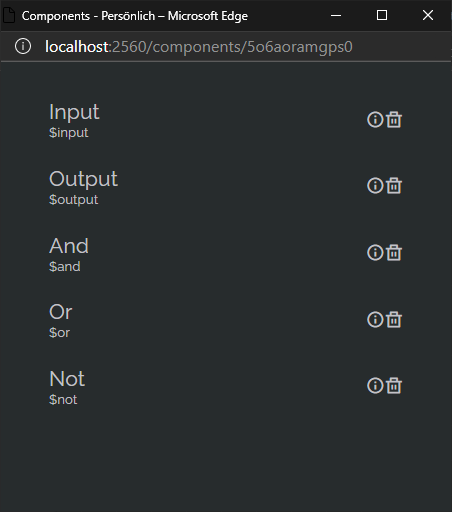 Components - Persönlich – Microsoft Edge
localhost:2560/components/5o6aoramgps0
Input
$input
Output
$output
And
$and
Or
$or
Not
$not